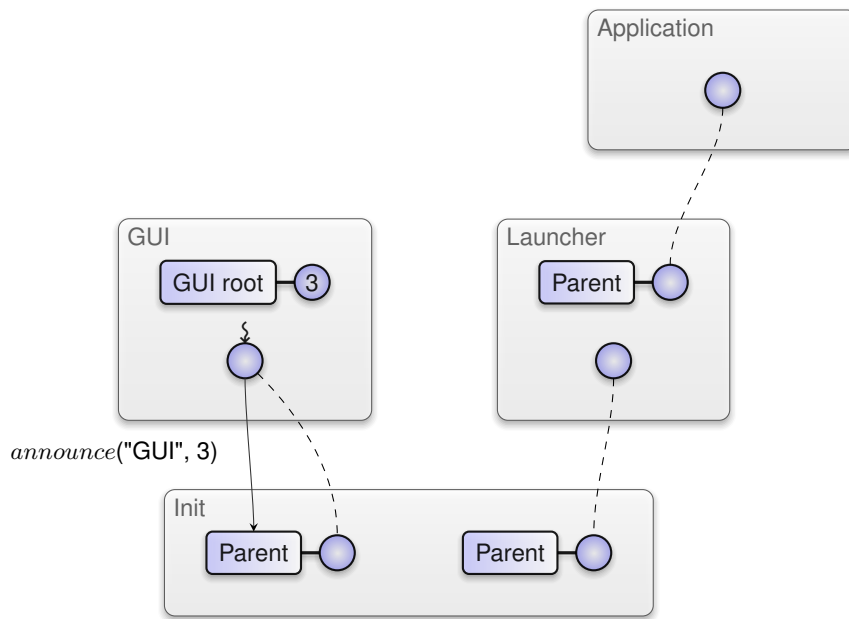 Application
GUI
Launcher
GUI root
3
Parent
announce("GUI", 3)
Init
Parent
Parent